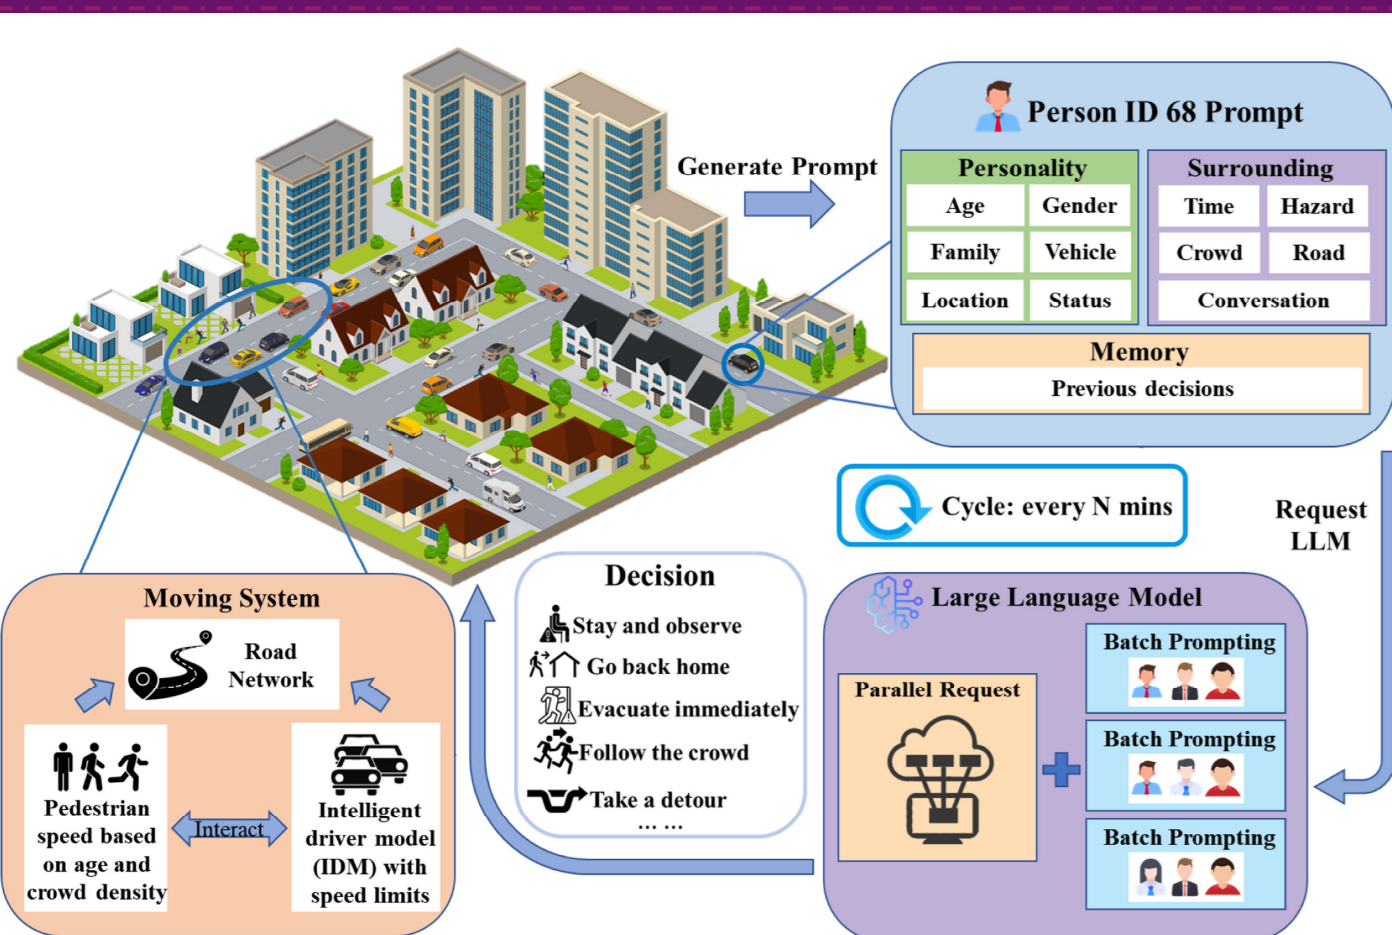 Generate Prompt
Person ID 68 Prompt
Personality
Age
Gender
Family
Vehicle
Location
Status
Surrounding
Time
Hazard
Crowd
Road
Conversation
Memory
Previous decisions
Cycle: every N mins
Request
LLM
Moving System
Road
Network
Pedestrian
speed based
on age and
crowd density
Interact
Intelligent
driver model
(IDM) with
speed limits
Decision
Stay and observe
Go back home
Evacuate immediately
Follow the crowd
Take a detour
... ...
Large Language Model
Parallel Request
Batch Prompting
Batch Prompting
Batch Prompting